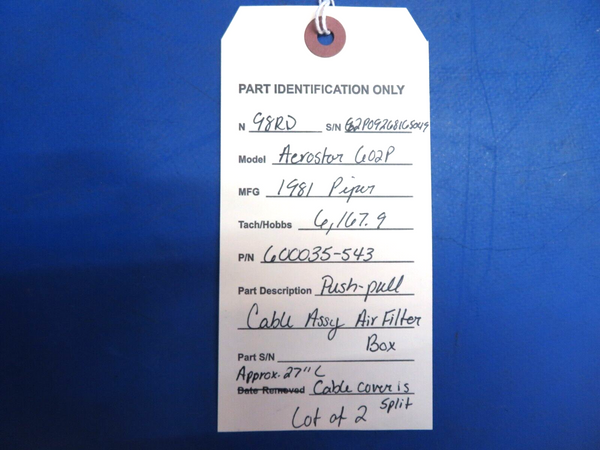 PART IDENTIFICATION ONLY
N 98RD S/N 62P09268165049
Model Aerostar 602P
MFG 1981 Piper
Tach/Hobbs 6,167.9
P/N 600035-543
Part Description Push-pull
Cable Assy Air Filter
Box
Part S/N
Approx. 27" L
Date Removed Cable cover is
split
Lot of 2